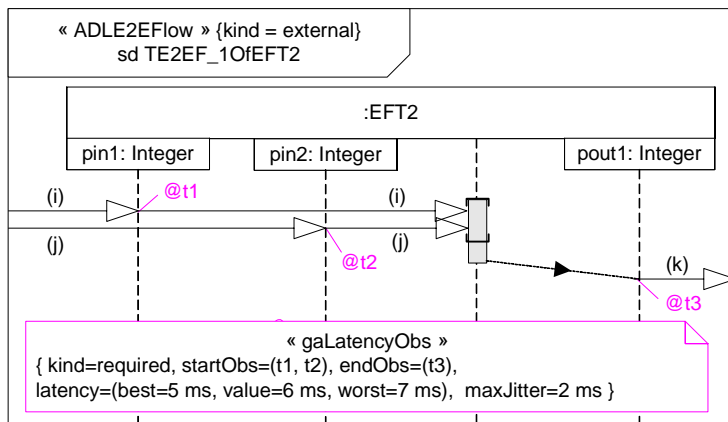 « ADLE2EFlow » {kind = external}
sd TE2EF_1OfEFT2
:EFT2
pin1: Integer
pin2: Integer
pout1: Integer
(i)
@t1
(i)
(j)
@t2
(j)
(k)
@t3
« gaLatencyObs »
{ kind=required, startObs=(t1, t2), endObs=(t3),
latency=(best=5 ms, value=6 ms, worst=7 ms), maxJitter=2 ms }